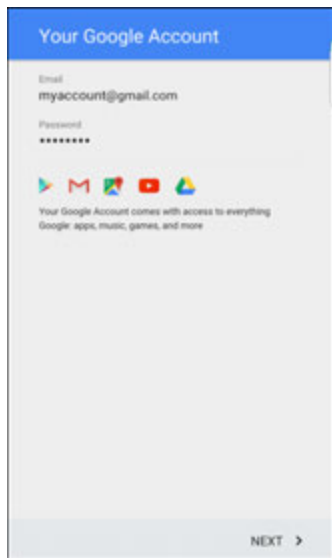 Your Google Account
Email
myaccount@gmail.com
Password
••••••••
Your Google Account comes with access to everything
Google: apps, music, games, and more
NEXT